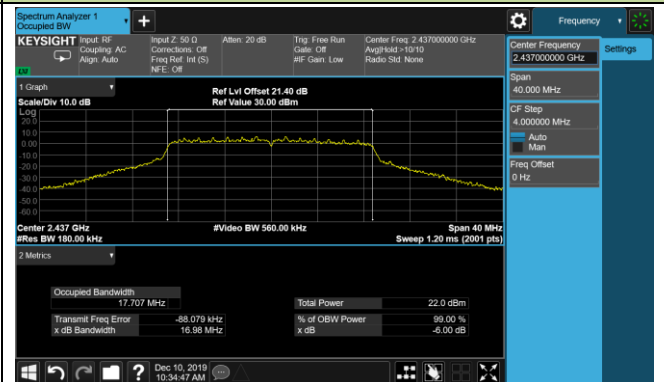 Spectrum Analyzer 1
Occupied BW
+
Frequency
KEYSIGHT
Input: RF
Coupling: AC
Align: Auto
Input Z: 50 Ω
Corrections: Off
Freq Ref: Int (S)
NFE: Off
Atten: 20 dB
Trig: Free Run
Gate: Off
#IF Gain: Low
Center Freq: 2.437000000 GHz
Avg|Hold:>10/10
Radio Std: None
Center Frequency
2.437000000 GHz
Settings
Span
40.000 MHz
CF Step
4.000000 MHz
Auto
Man
Freq Offset
0 Hz
1 Graph
Scale/Div 10.0 dB
Ref Lvl Offset 21.40 dB
Ref Value 30.00 dBm
Log
20.0
10.0
0.00
-10.0
-20.0
-30.0
-40.0
-50.0
-60.0
Center 2.437 GHz
#Res BW 180.00 kHz
#Video BW 560.00 kHz
Span 40 MHz
Sweep 1.20 ms (2001 pts)
2 Metrics
Occupied Bandwidth
17.707 MHz
Total Power 22.0 dBm
Transmit Freq Error -88.079 kHz
% of OBW Power 99.00 %
x dB Bandwidth 16.98 MHz
x dB -6.00 dB
?
Dec 10, 2019
10:34:47 AM